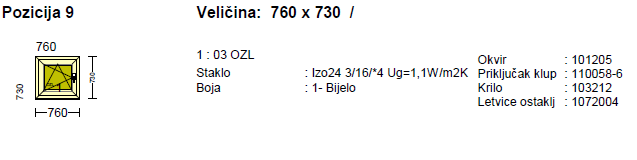 Pozicija 9
Veličina: 760 x 730 /
760
730
730
760
1 : 03 OZL
Staklo : Izo24 3/16/*4 Ug=1,1W/m2K
Boja : 1- Bijelo
Okvir : 101205
Priključak klup : 110058-6
Krilo : 103212
Letvice ostaklj : 1072004